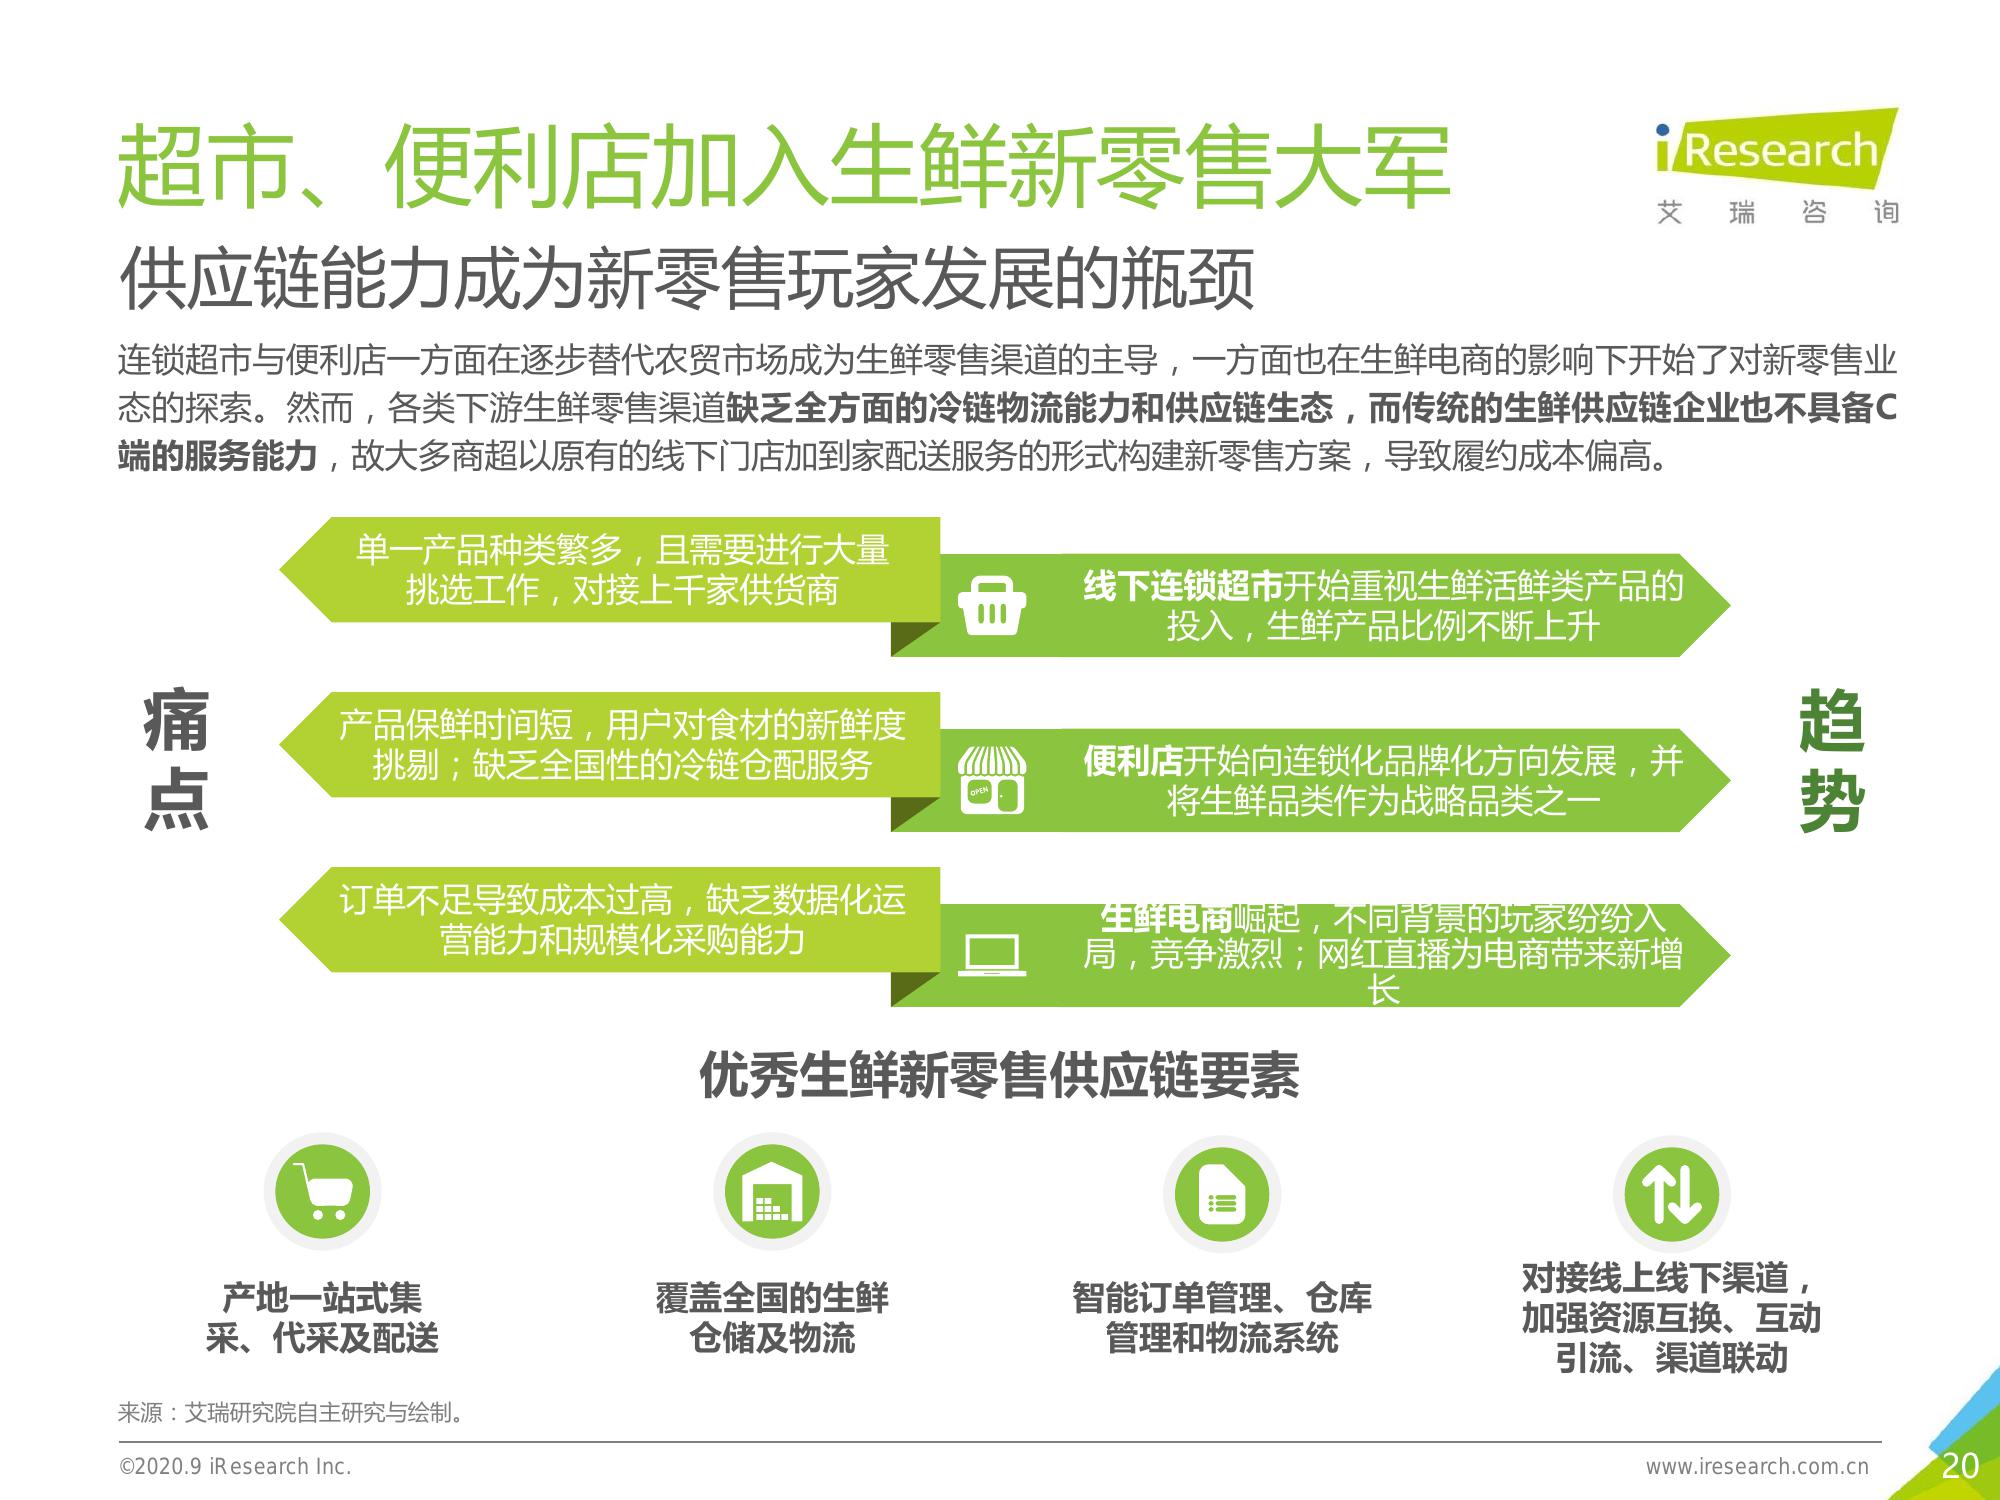 超市、便利店加入生鲜新零售大军
iResearch
艾瑞咨询
供应链能力成为新零售玩家发展的瓶颈
连锁超市与便利店一方面在逐步替代农贸市场成为生鲜零售渠道的主导，一方面也在生鲜电商的影响下开始了对新零售业
态的探索。然而，各类下游生鲜零售渠道缺乏全方面的冷链物流能力和供应链生态，而传统的生鲜供应链企业也不具备C
端的服务能力，故大多商超以原有的线下门店加到家配送服务的形式构建新零售方案，导致履约成本偏高。
痛
点
单一产品种类繁多，且需要进行大量
挑选工作，对接上千家供货商
线下连锁超市开始重视生鲜活鲜类产品的
投入，生鲜产品比例不断上升
产品保鲜时间短，用户对食材的新鲜度
挑剔；缺乏全国性的冷链仓配服务
OPEN
便利店开始向连锁化品牌化方向发展，并
将生鲜品类作为战略品类之一
订单不足导致成本过高，缺乏数据化运
营能力和规模化采购能力
生鲜电商崛起，不同背景的玩家纷纷入
局，竞争激烈；网红直播为电商带来新增
长
趋
势
优秀生鲜新零售供应链要素
产地一站式集
采、代采及配送
覆盖全国的生鲜
仓储及物流
智能订单管理、仓库
管理和物流系统
对接线上线下渠道，
加强资源互换、互动
引流、渠道联动
来源：艾瑞研究院自主研究与绘制。
©2020.9 iResearch Inc.
www.iresearch.com.cn
20